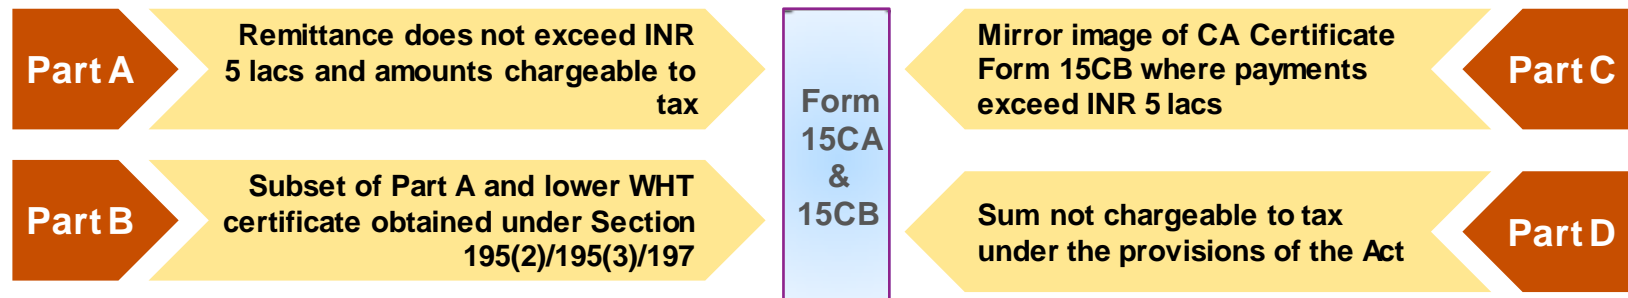 Part A
Remittance does not exceed INR
5 lacs and amounts chargeable to
tax
Part B
Subset of Part A and lower WHT
certificate obtained under Section
195(2)/195(3)/197
Form
15CA
&
15CB
Mirror image of CA Certificate
Form 15CB where payments
exceed INR 5 lacs
Part C
Sum not chargeable to tax
under the provisions of the Act
Part D